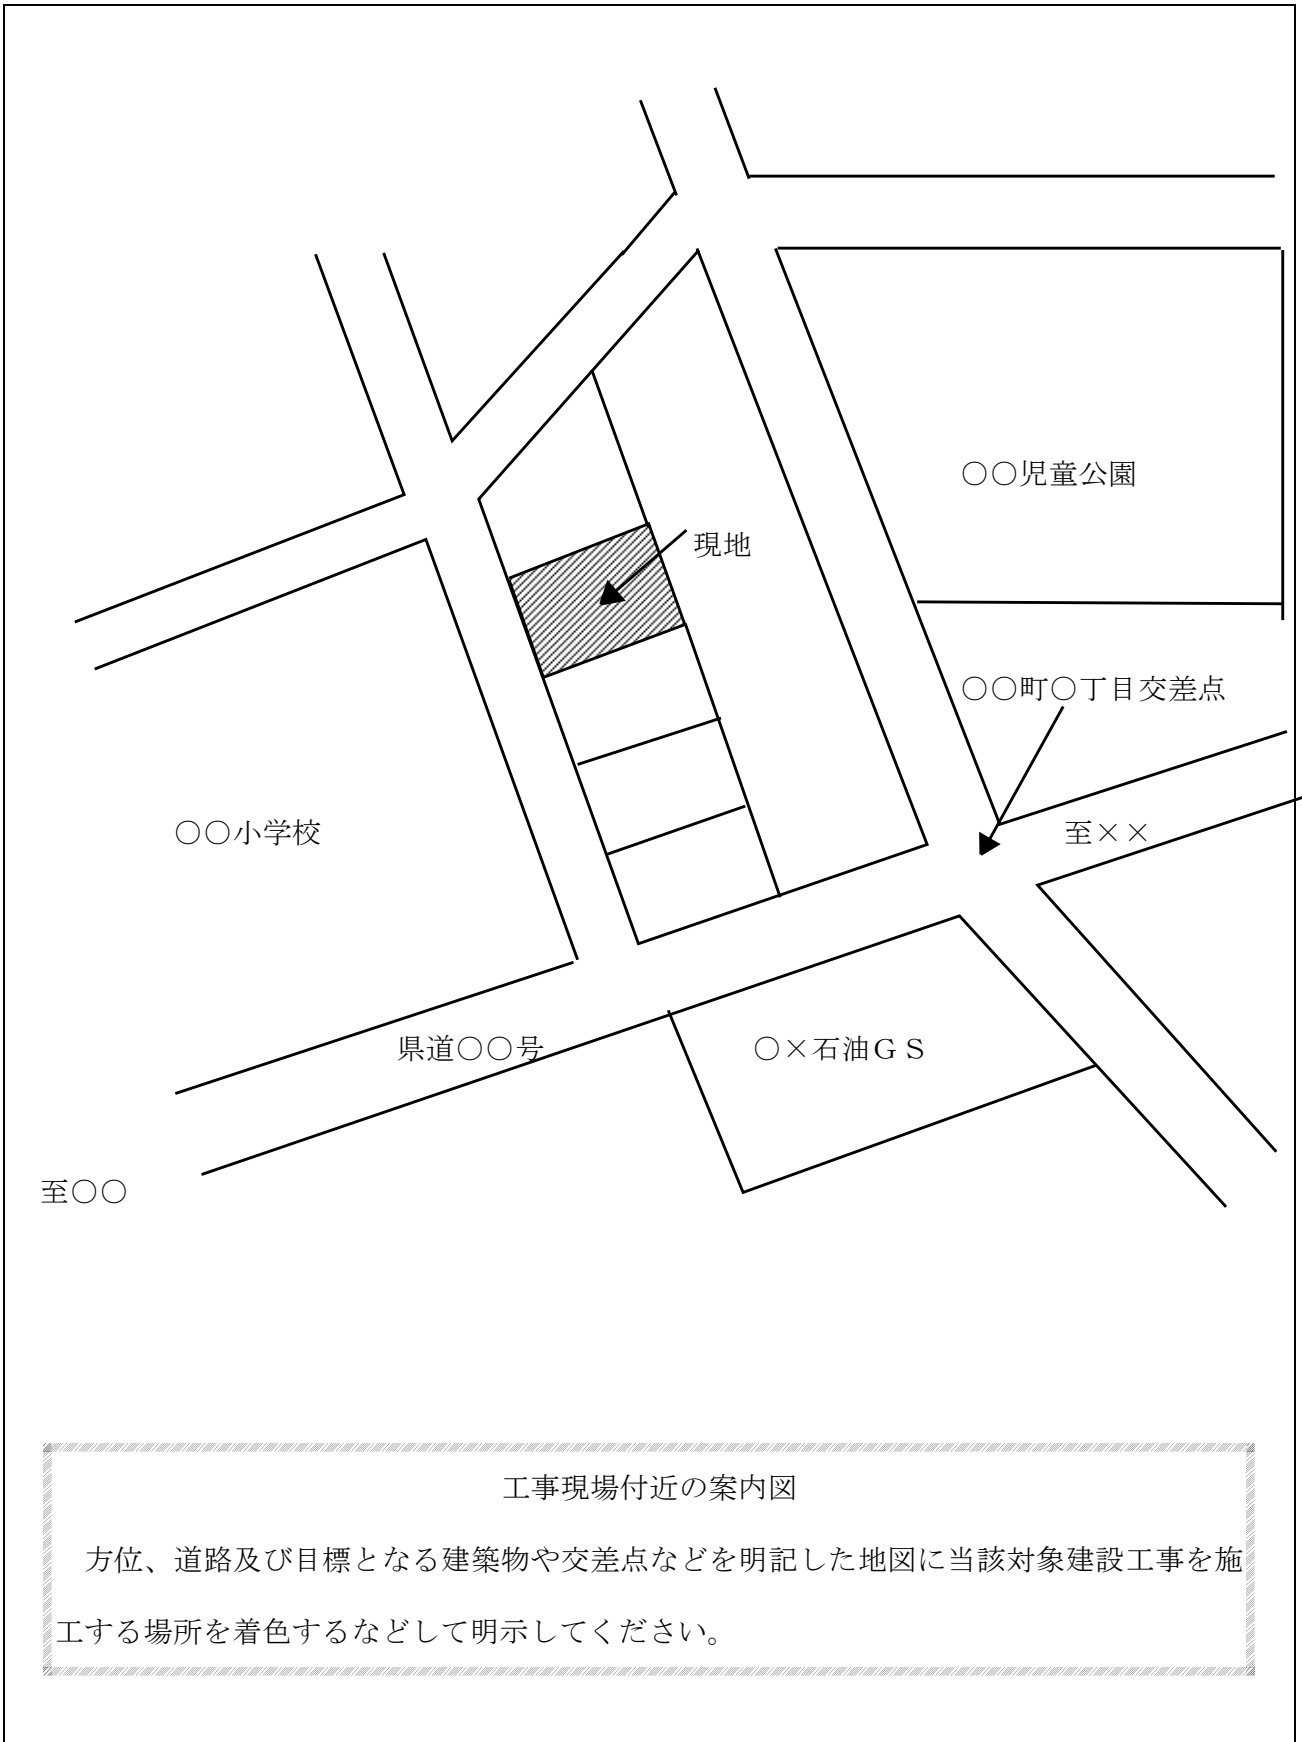 ○○児童公園
現地
○○町○丁目交差点
○○小学校
至××
県道○○号
○×石油ＧＳ
至○○
工事現場付近の案内図
方位、道路及び目標となる建築物や交差点などを明記した地図に当該対象建設工事を施
工する場所を着色するなどして明示してください。